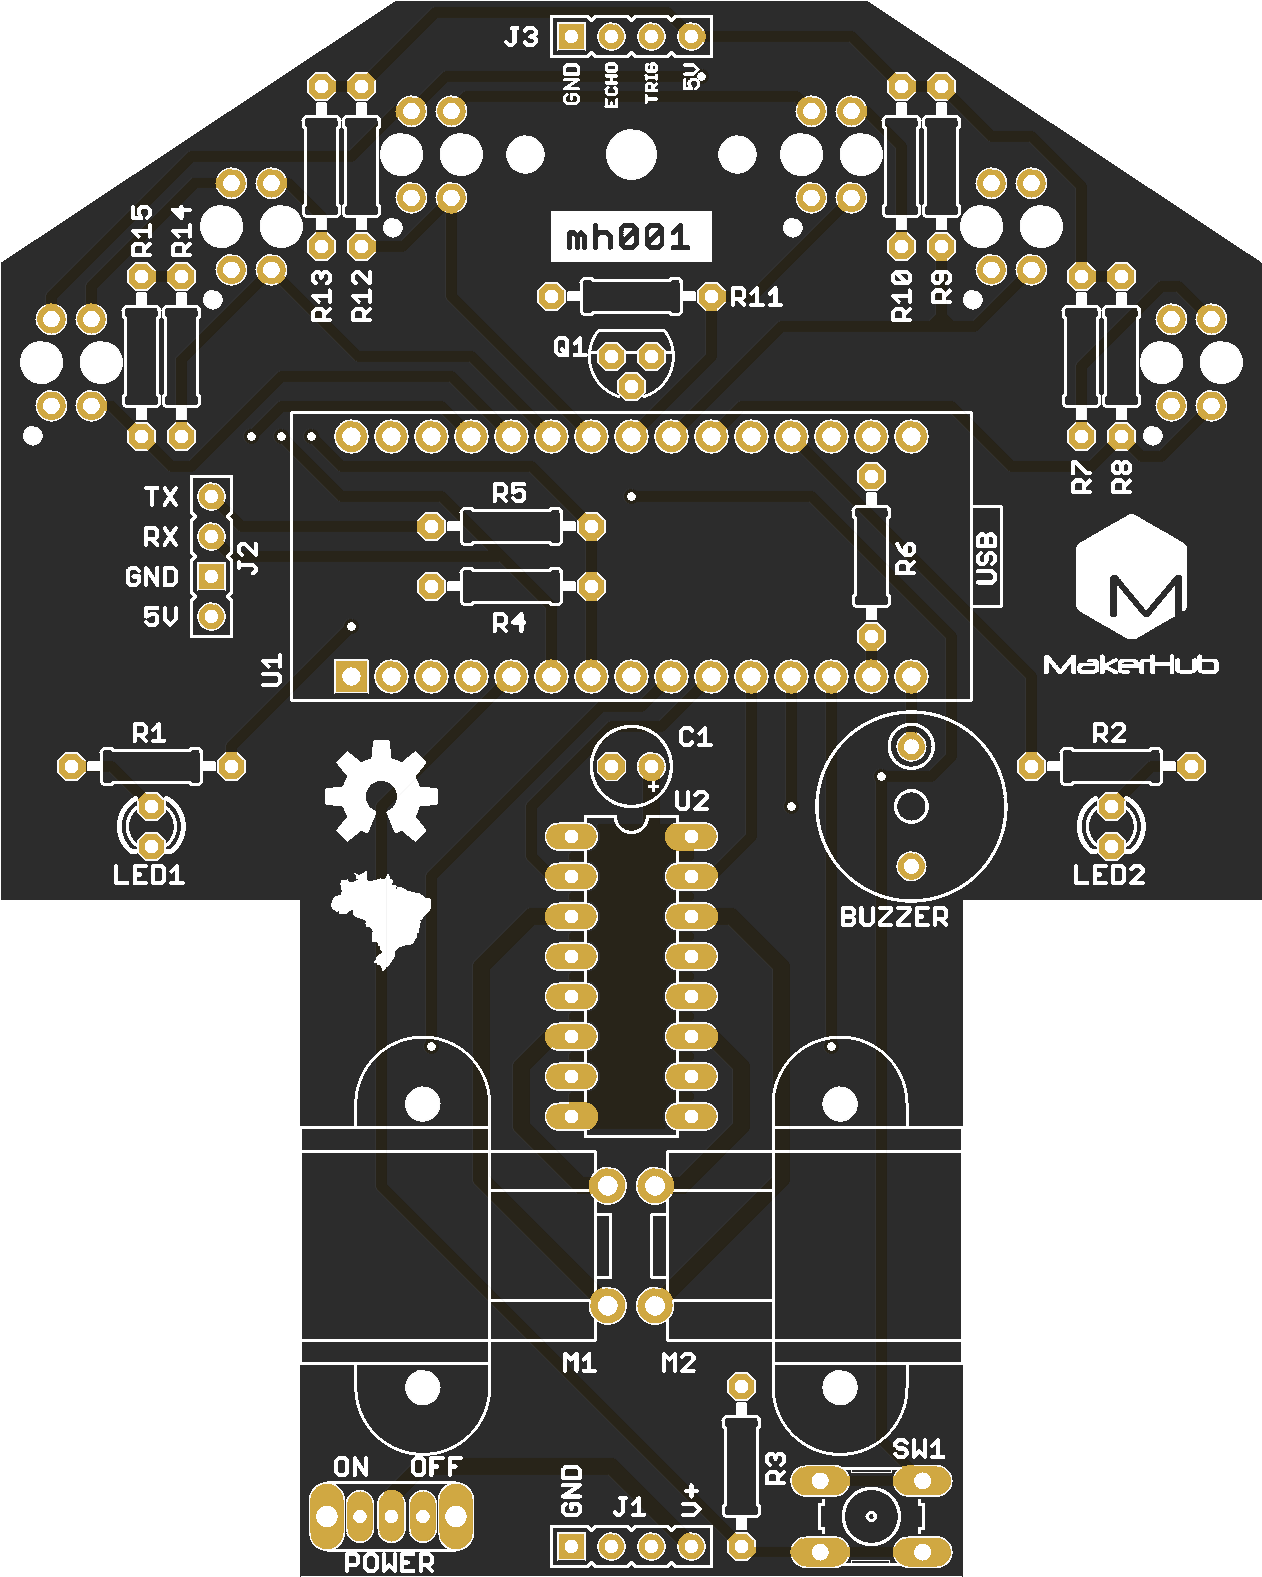 J3
GND
ECHO
TRIG
5V
R15
R14
R13
R12
mh001
R11
R10
R9
Q1
R7
R8
TX
RX
GND
5V
J2
R5
R4
R6
USB
U1
MakerHub
R1
C1
+
U2
R2
LED1
LED2
BUZZER
M1
M2
ON
OFF
GND
J1
V+
R3
SW1
POWER